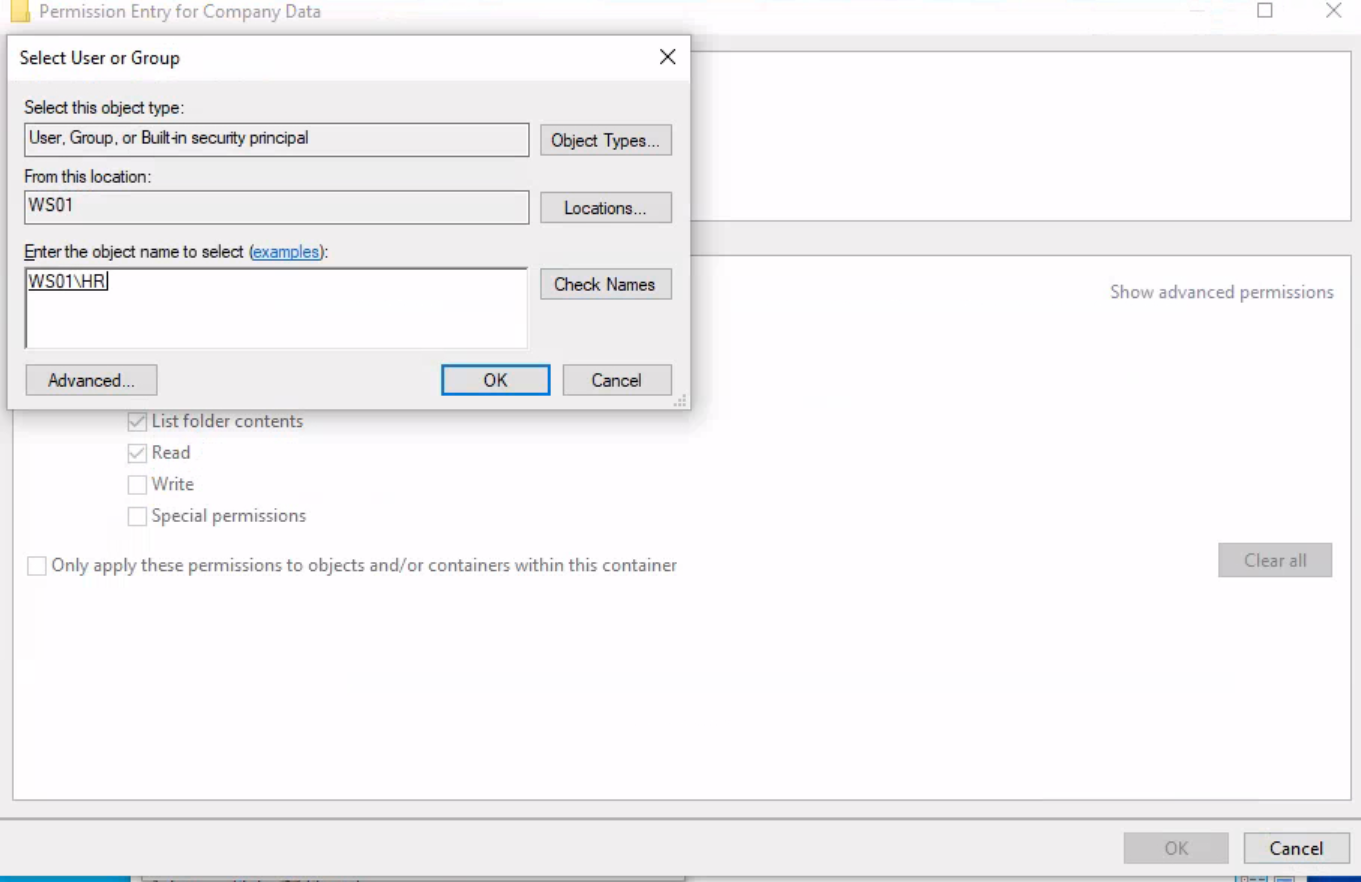 Permission Entry for Company Data
Select User or Group
Select this object type:
User, Group, or Built-in security principal
Object Types...
From this location:
WS01
Locations...
Enter the object name to select (examples):
WS01\HR
Check Names
Show advanced permissions
Advanced...
OK
Cancel
List folder contents
Read
Write
Special permissions
Only apply these permissions to objects and/or containers within this container
Clear all
OK
Cancel